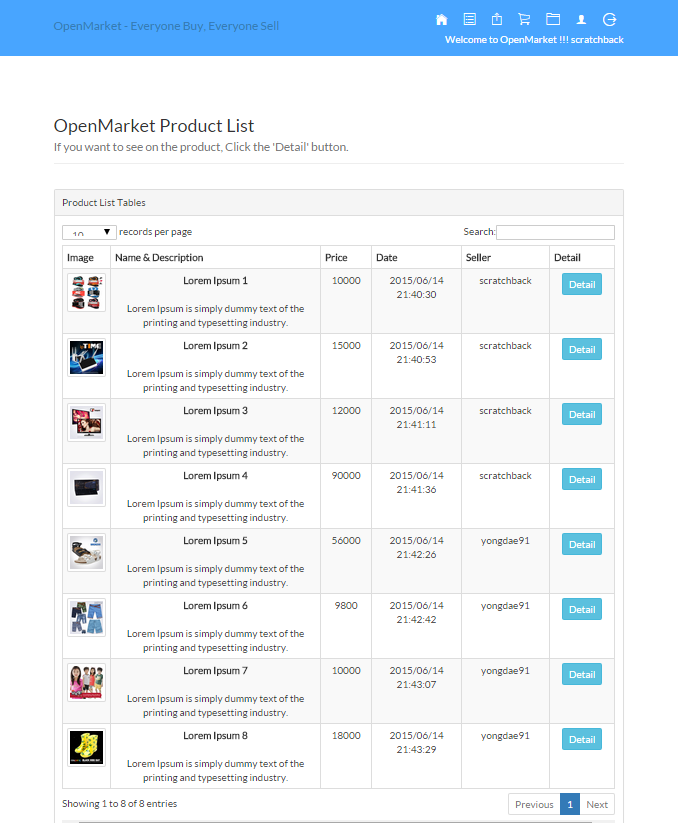 OpenMarket - Everyone Buy, Everyone Sell
Welcome to OpenMarket !!! scratchback
OpenMarket Product List
If you want to see on the product, Click the 'Detail' button.
Product List Tables
10 records per page Search:
Image Name & Description Price Date Seller Detail
Lorem Ipsum 1 10000 2015/06/14 scratchback Detail
21:40:30
Lorem Ipsum is simply dummy text of the
printing and typesetting industry.
Lorem Ipsum 2 15000 2015/06/14 scratchback Detail
21:40:53
Lorem Ipsum is simply dummy text of the
printing and typesetting industry.
Lorem Ipsum 3 12000 2015/06/14 scratchback Detail
21:41:11
Lorem Ipsum is simply dummy text of the
printing and typesetting industry.
Lorem Ipsum 4 90000 2015/06/14 scratchback Detail
21:41:36
Lorem Ipsum is simply dummy text of the
printing and typesetting industry.
Lorem Ipsum 5 56000 2015/06/14 yongdae91 Detail
21:42:26
Lorem Ipsum is simply dummy text of the
printing and typesetting industry.
Lorem Ipsum 6 9800 2015/06/14 yongdae91 Detail
21:42:42
Lorem Ipsum is simply dummy text of the
printing and typesetting industry.
Lorem Ipsum 7 10000 2015/06/14 yongdae91 Detail
21:43:07
Lorem Ipsum is simply dummy text of the
printing and typesetting industry.
Lorem Ipsum 8 18000 2015/06/14 yongdae91 Detail
21:43:29
Lorem Ipsum is simply dummy text of the
printing and typesetting industry.
Showing 1 to 8 of 8 entries Previous 1 Next